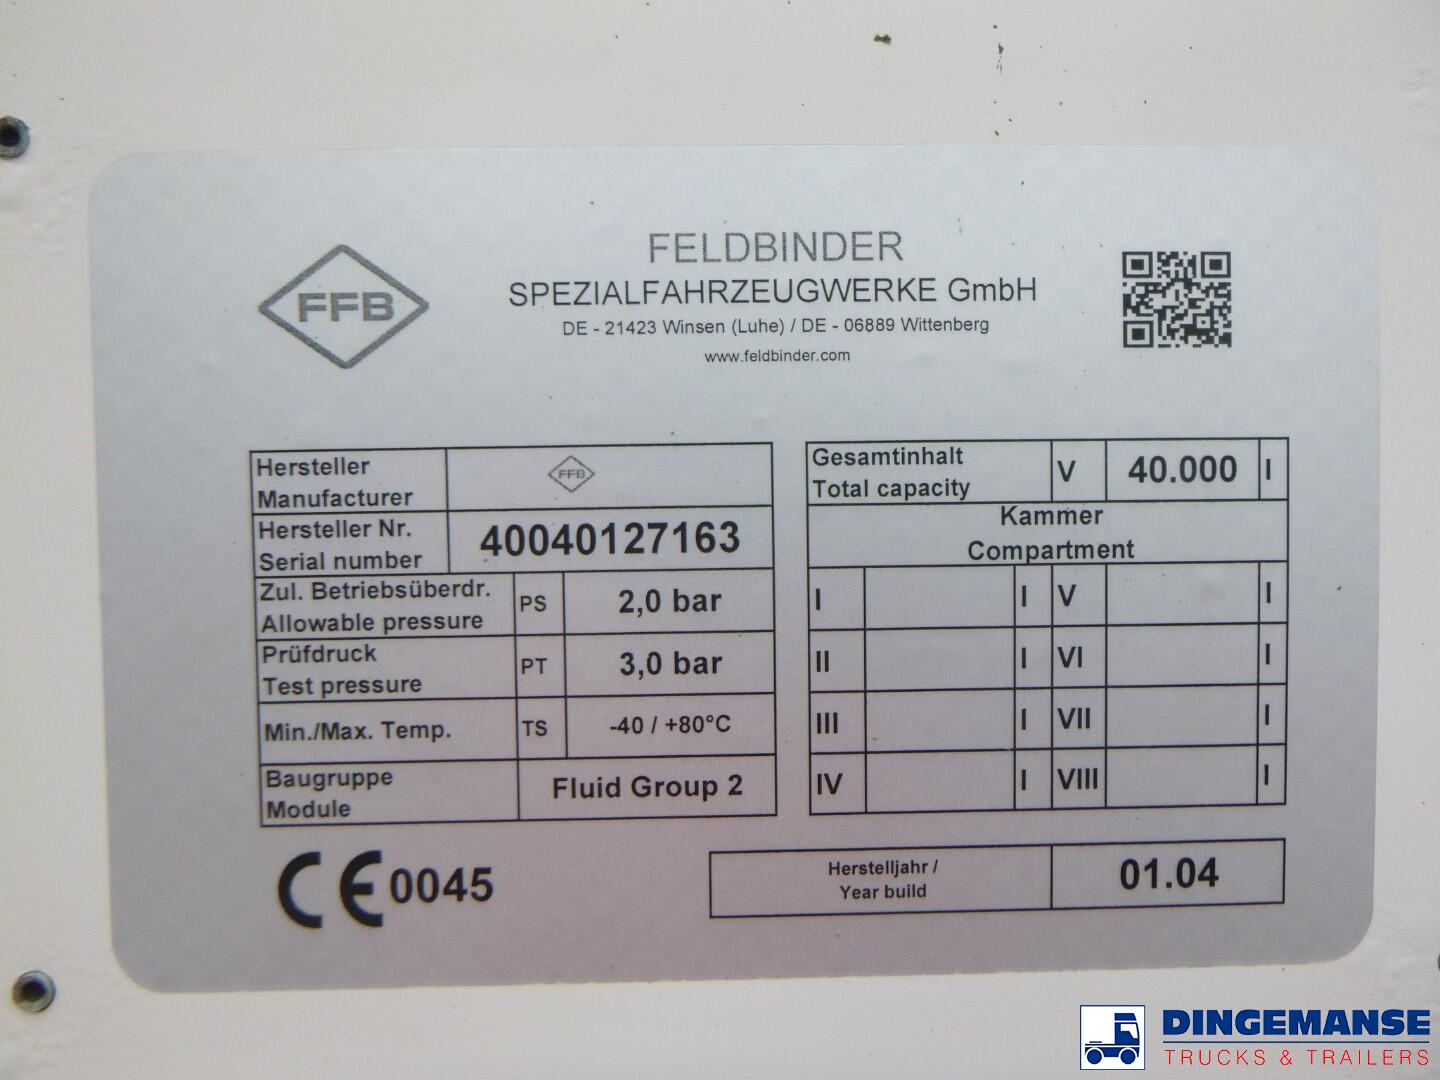 FFB
FELDBINDER
SPEZIALFAHRZEUGWERKE GmbH
DE - 21423 Winsen (Luhe) / DE - 06889 Wittenberg
www.feldbinder.com
Hersteller
Manufacturer
FFB
Hersteller Nr.
Serial number
40040127163
Zul. Betriebsüberdr.
Allowable pressure
PS
2,0 bar
Prüfdruck
Test pressure
PT
3,0 bar
Min./Max. Temp.
TS
-40 / +80°C
Baugruppe
Module
Fluid Group 2
Gesamtinhalt
Total capacity
V
40.000
l
Kammer
Compartment
I l V l
II l VI l
III l VII l
IV l VIII l
CE 0045
Herstelljahr /
Year build
01.04
DINGEMANSE
TRUCKS & TRAILERS